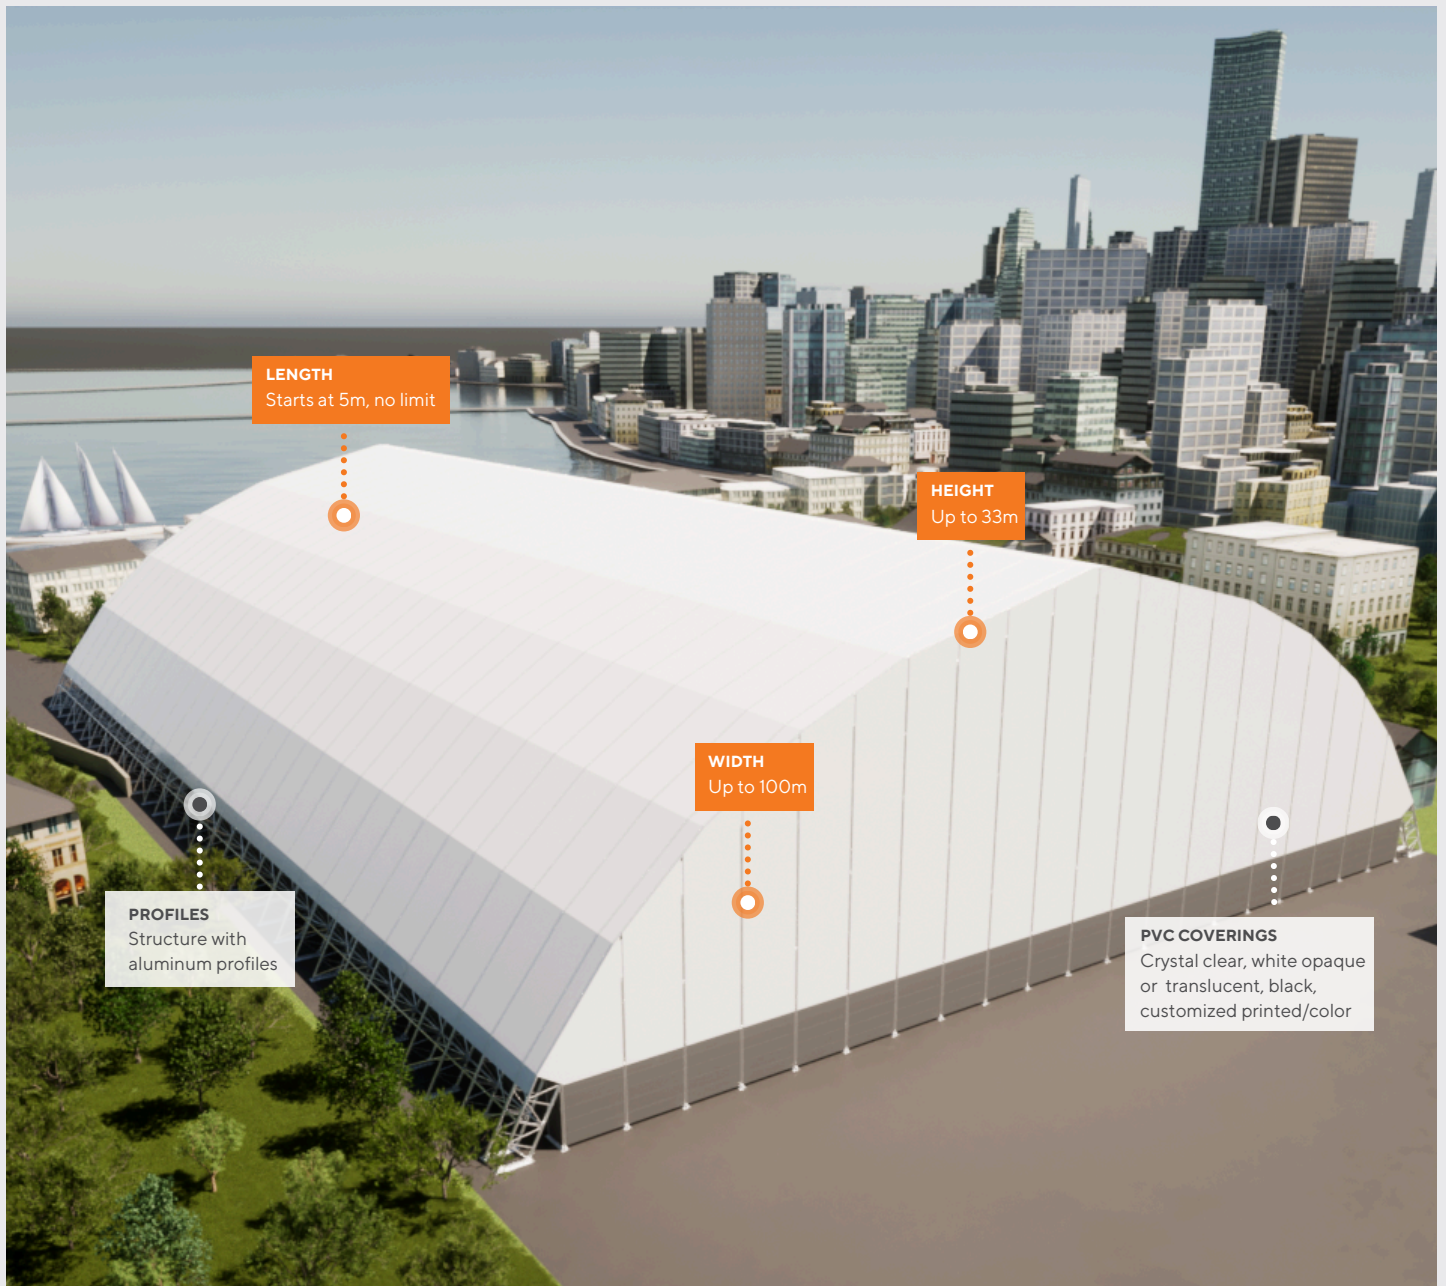 LENGTH
Starts at 5m, no limit
HEIGHT
Up to 33m
WIDTH
Up to 100m
PROFILES
Structure with
aluminum profiles
PVC COVERINGS
Crystal clear, white opaque
or translucent, black,
customized printed/color